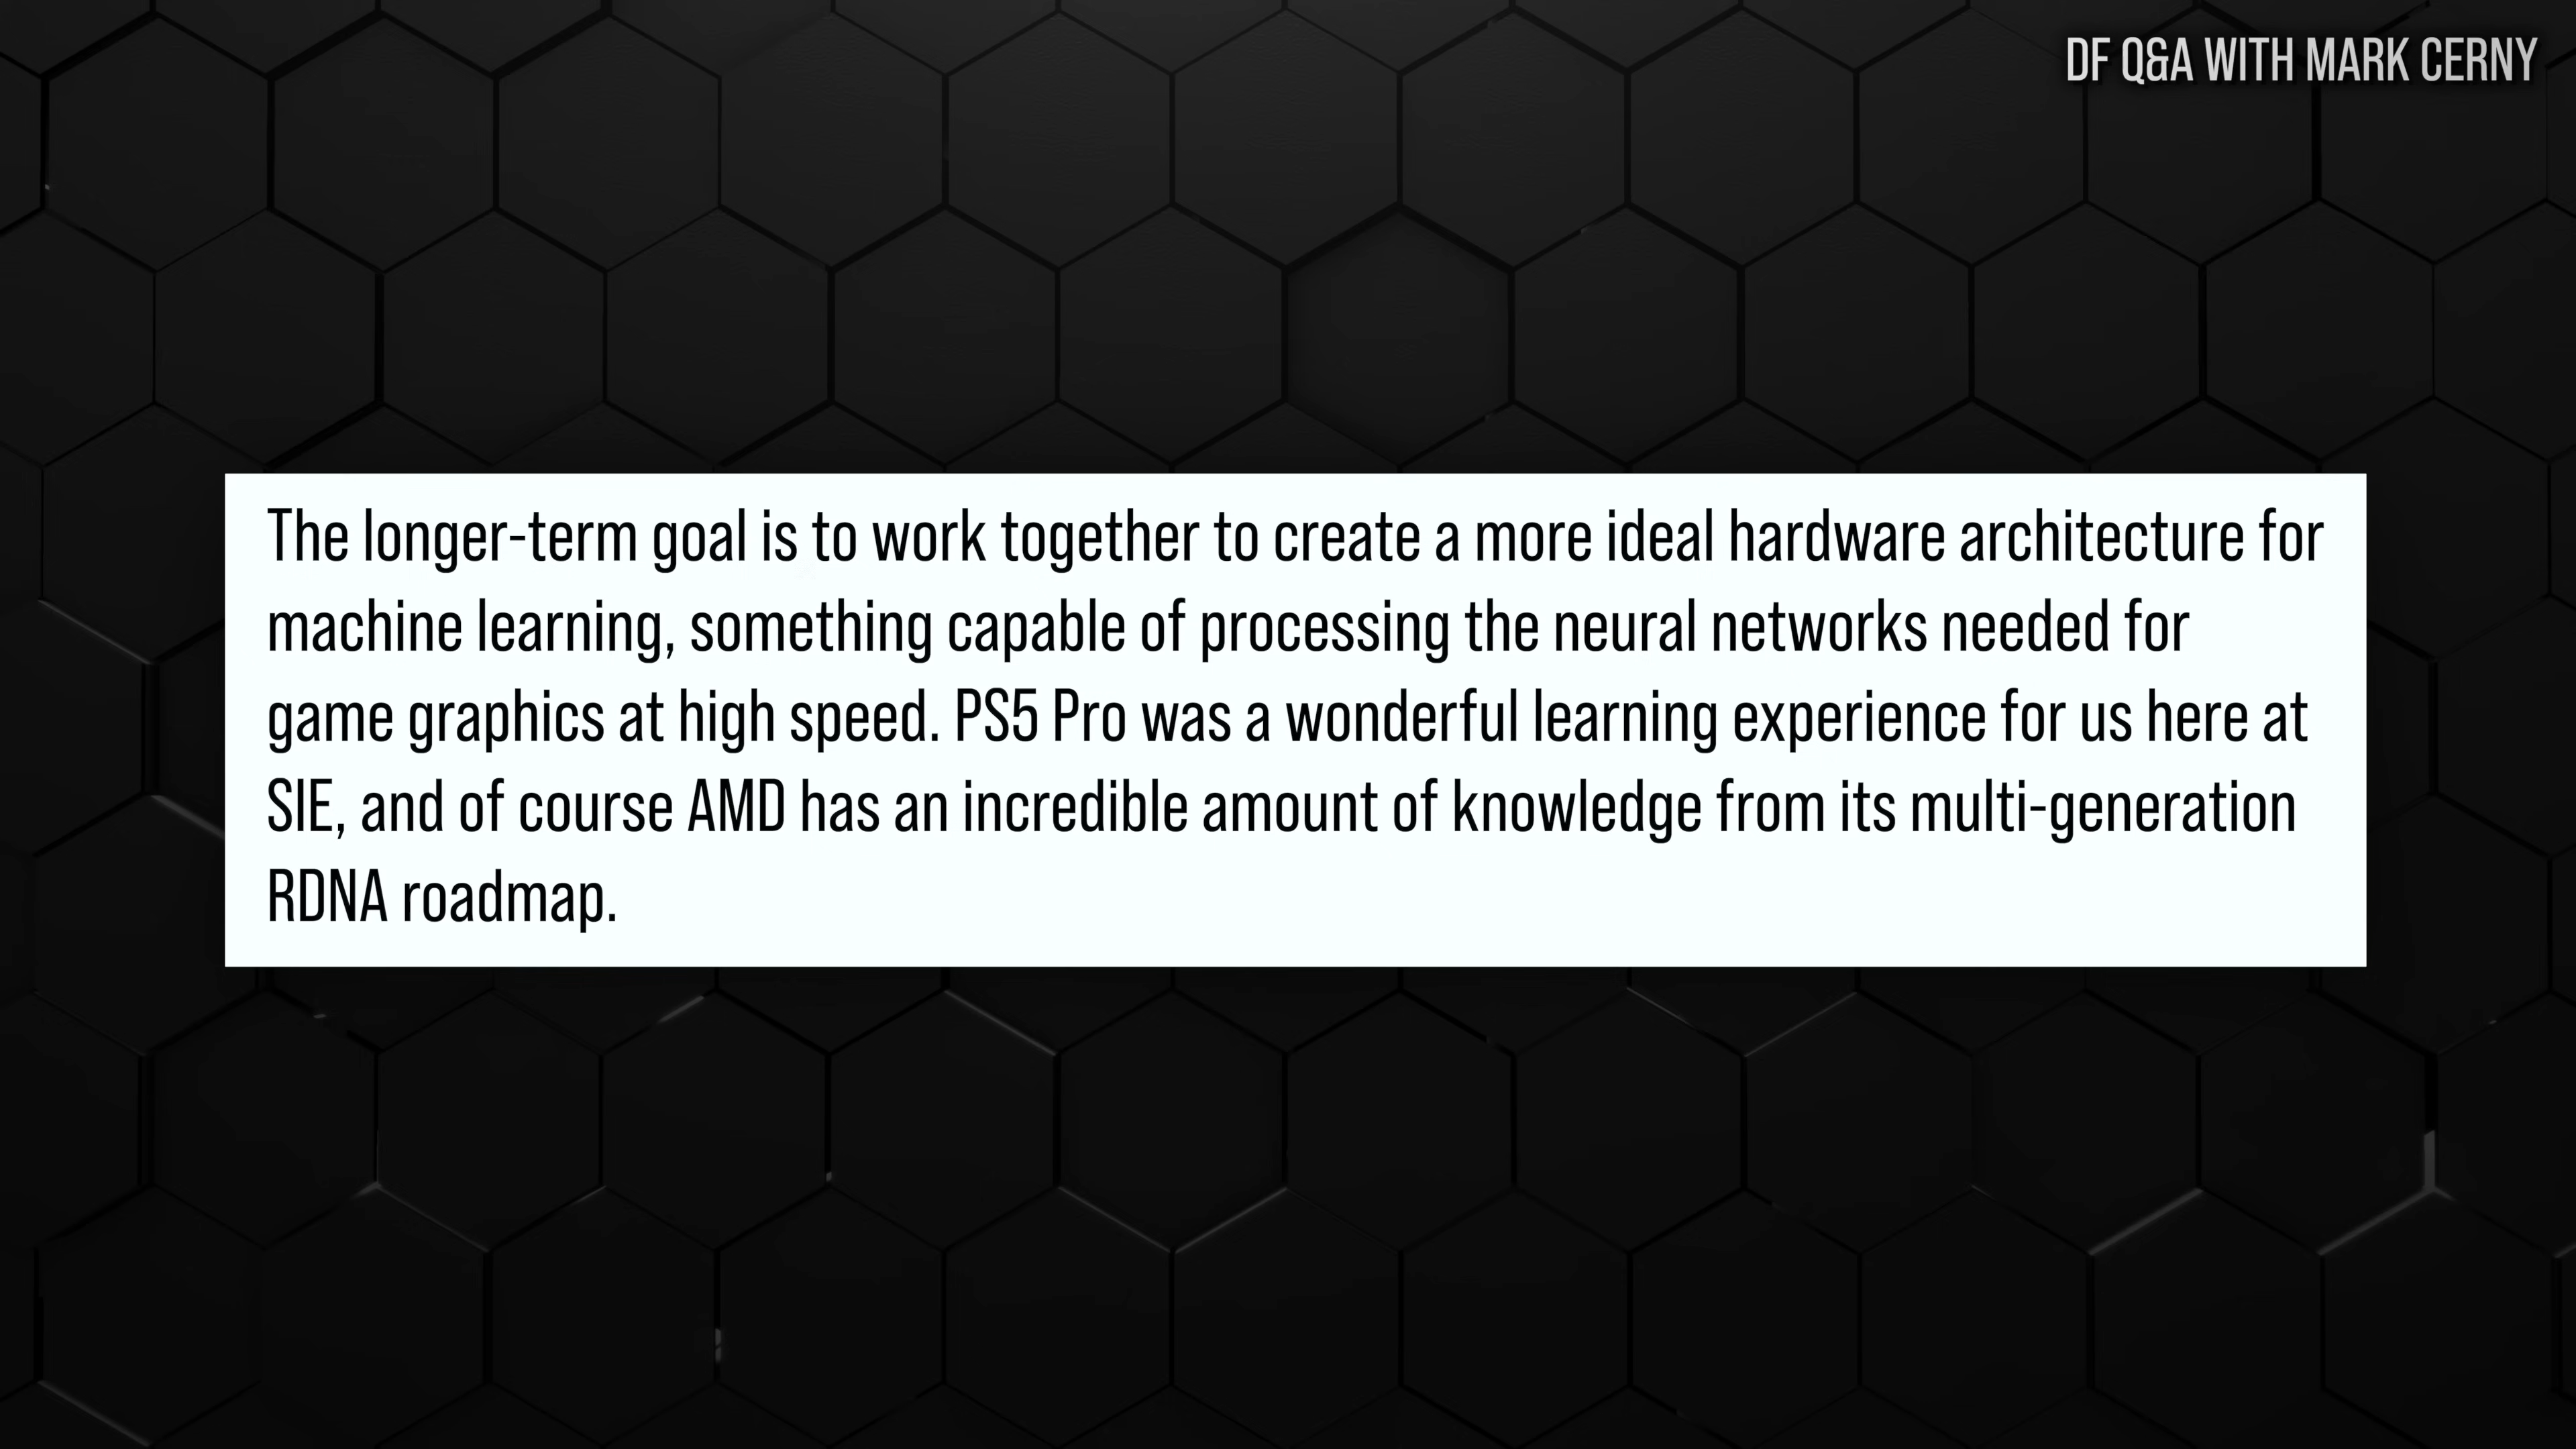 DF Q&A WITH MARK CERNY
The longer-term goal is to work together to create a more ideal hardware architecture for
machine learning, something capable of processing the neural networks needed for
game graphics at high speed. PS5 Pro was a wonderful learning experience for us here at
SIE, and of course AMD has an incredible amount of knowledge from its multi-generation
RDNA roadmap.